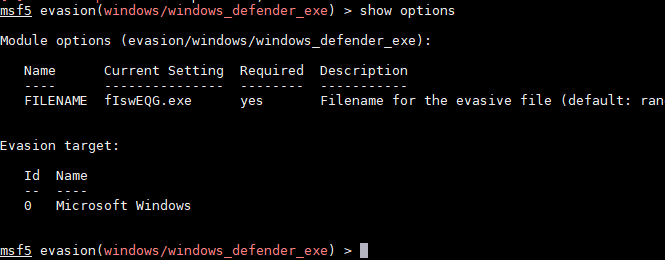 msf5 evasion(windows/windows_defender_exe) > show options
Module options (evasion/windows/windows_defender_exe):
Name Current Setting Required Description
---- --------------- -------- -----------
FILENAME fIswEQG.exe yes Filename for the evasive file (default: ran
Evasion target:
Id Name
-- ----
0 Microsoft Windows
msf5 evasion(windows/windows_defender_exe) >